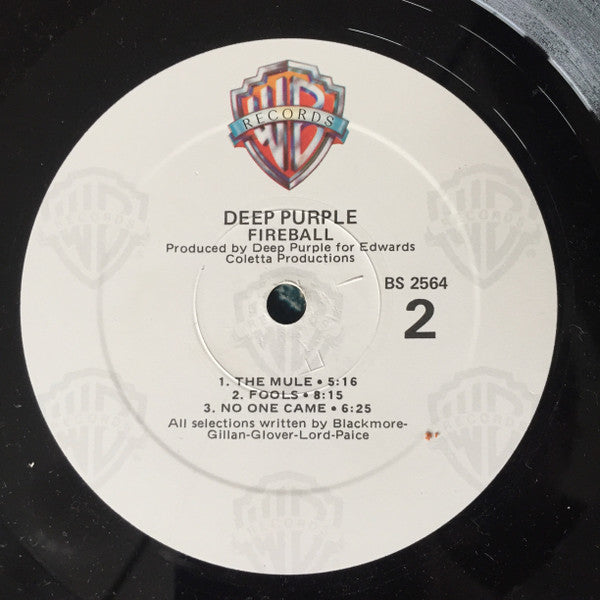 WB
RECORDS
DEEP PURPLE
FIREBALL
Produced by Deep Purple for Edwards
Coletta Productions
BS 2564
2
1. THE MULE • 5:16
2. FOOLS • 8:15
3. NO ONE CAME • 6:25
All selections written by Blackmore-
Gillan-Glover-Lord-Paice